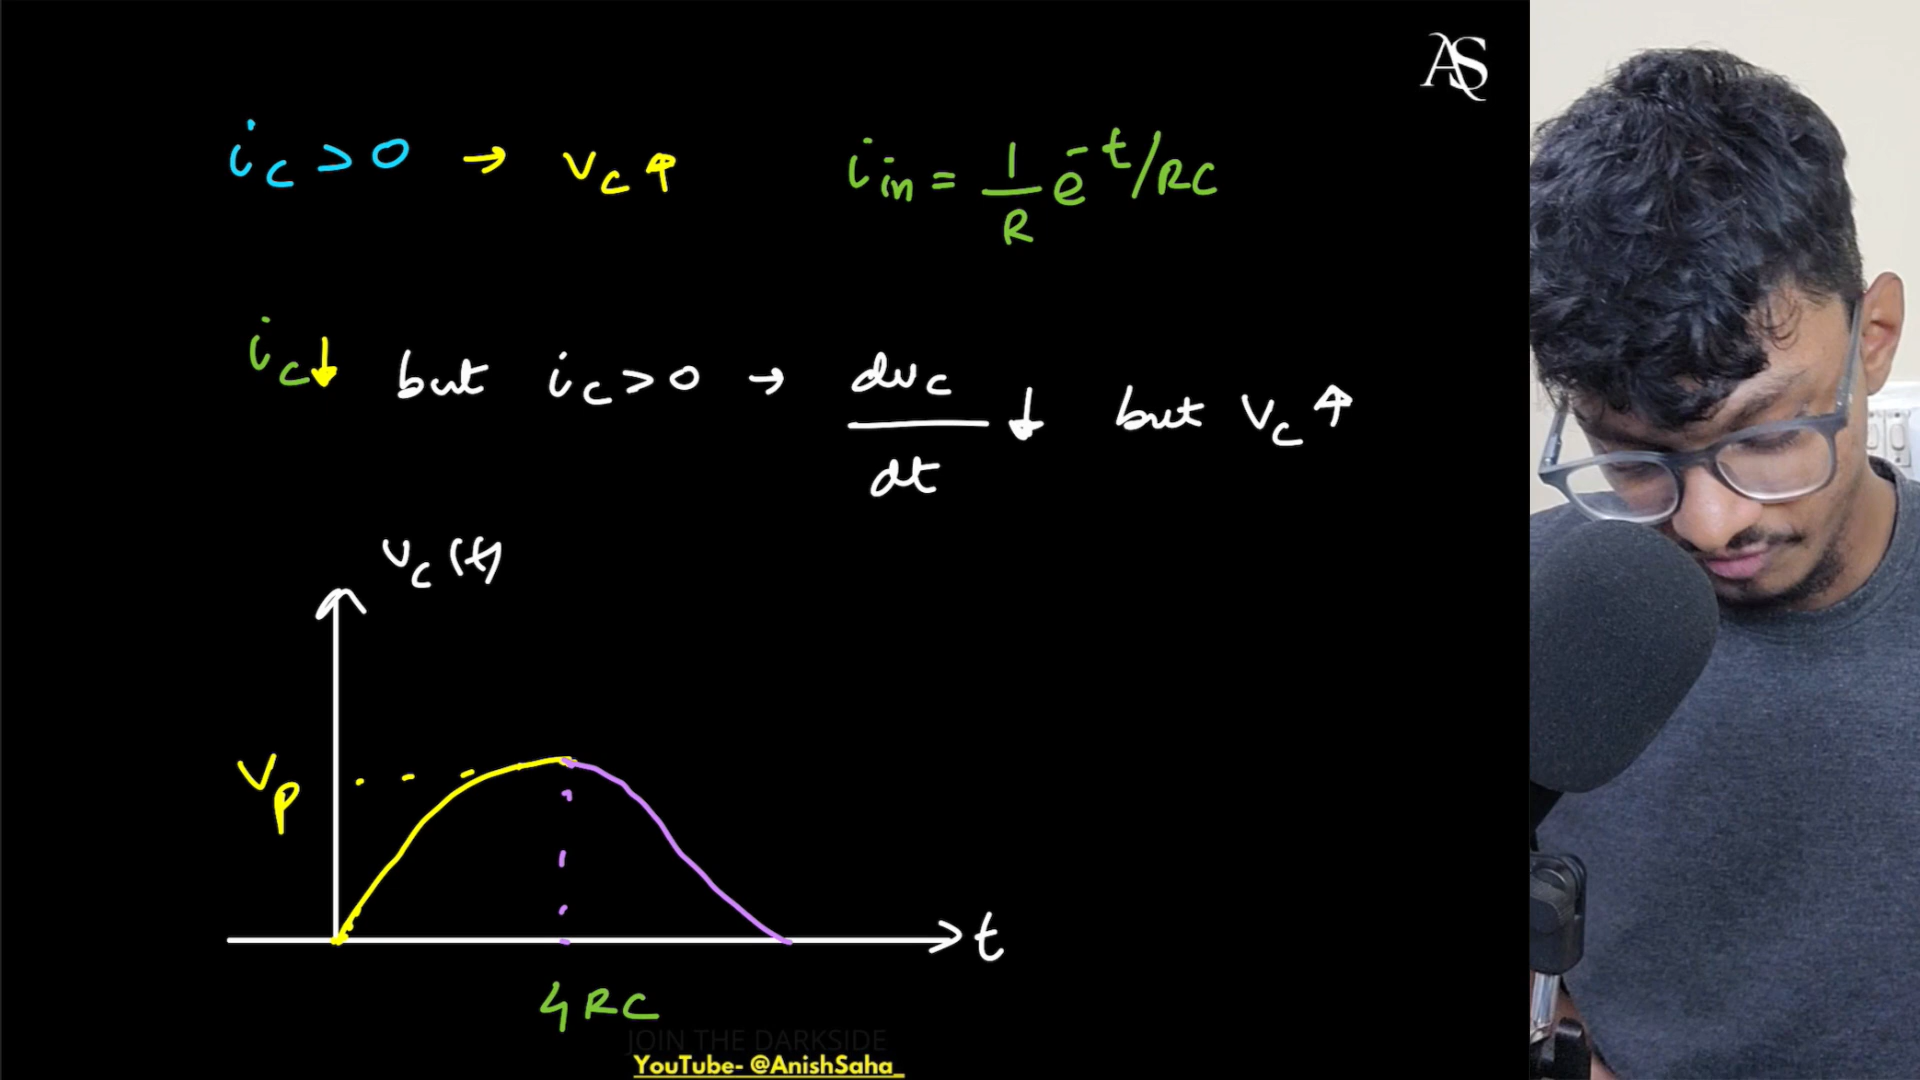 AS
i_c > 0 → v_c ↑
i_in = 1/R e^-t/RC
i_c ↓ but i_c > 0 → dv_c/dt ↓ but v_c ↑
v_c (t)
v_p
t
4RC
JOIN THE DARKSIDE
YouTube- @AnishSaha_